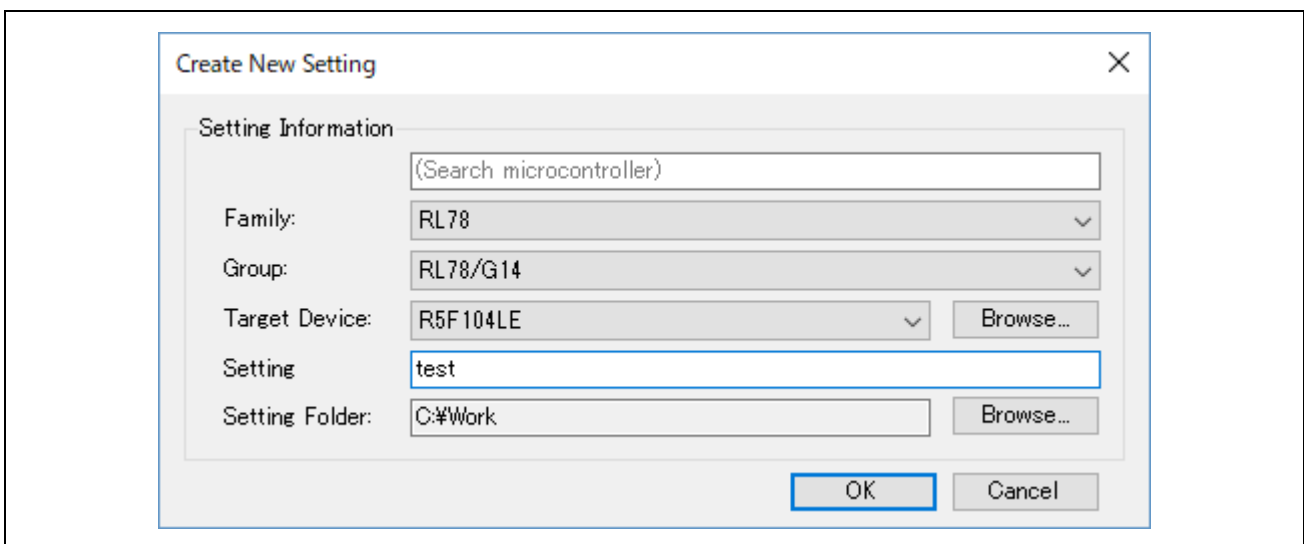 Create New Setting
Setting Information
(Search microcontroller)
Family: RL78
Group: RL78/G14
Target Device: R5F104LE Browse...
Setting test
Setting Folder: C:¥Work Browse...
OK Cancel